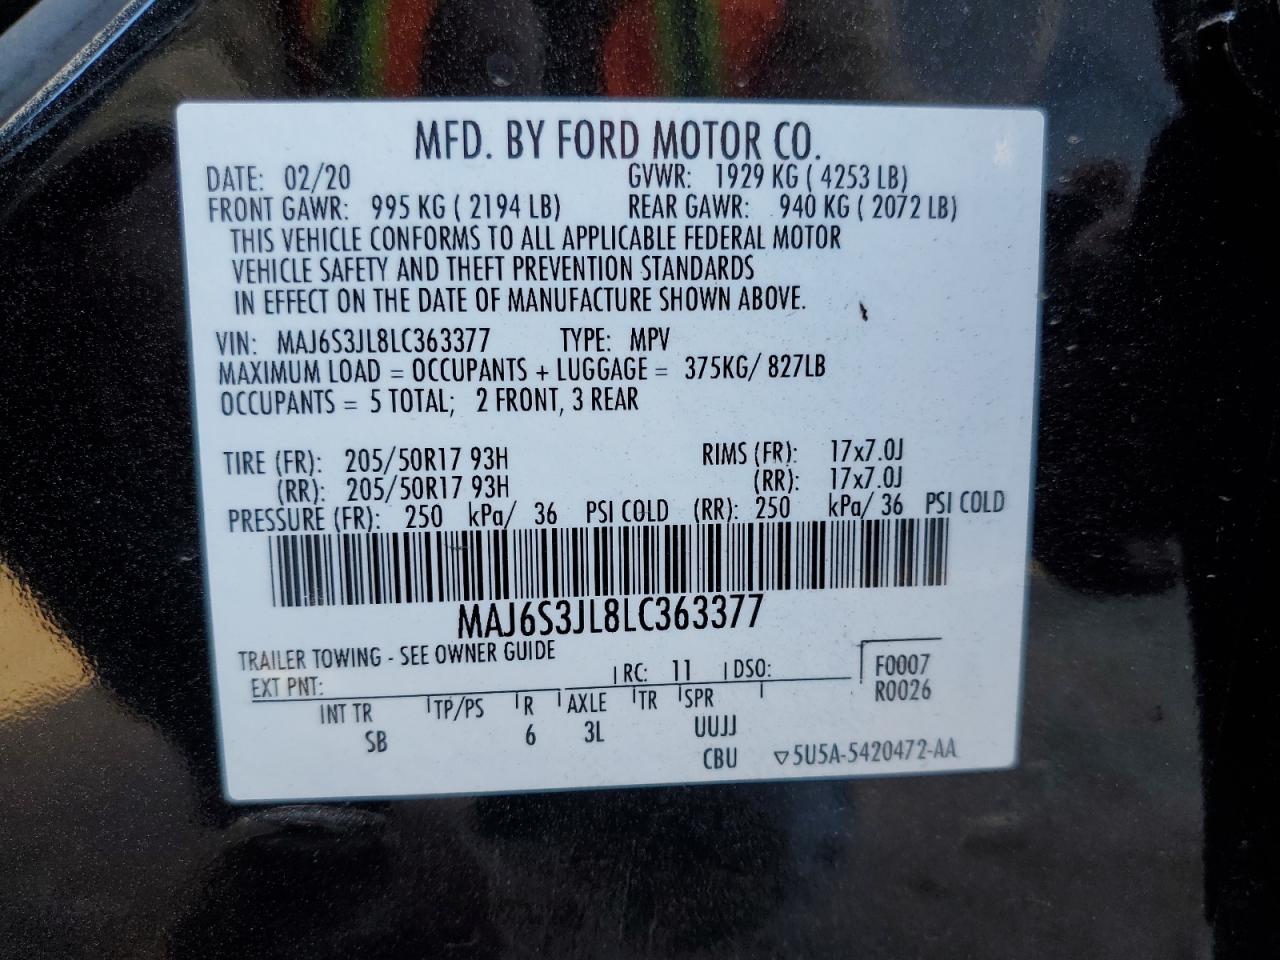 MFD. BY FORD MOTOR CO.
DATE: 02/20 GVWR: 1929 KG ( 4253 LB)
FRONT GAWR: 995 KG ( 2194 LB) REAR GAWR: 940 KG ( 2072 LB)
THIS VEHICLE CONFORMS TO ALL APPLICABLE FEDERAL MOTOR
VEHICLE SAFETY AND THEFT PREVENTION STANDARDS
IN EFFECT ON THE DATE OF MANUFACTURE SHOWN ABOVE.
VIN: MAJ6S3JL8LC363377 TYPE: MPV
MAXIMUM LOAD = OCCUPANTS + LUGGAGE = 375KG/ 827LB
OCCUPANTS = 5 TOTAL; 2 FRONT, 3 REAR
TIRE (FR): 205/50R17 93H RIMS (FR): 17x7.0J
(RR): 205/50R17 93H (RR): 17x7.0J
PRESSURE (FR): 250 kPa/ 36 PSI COLD (RR): 250 kPa/ 36 PSI COLD
MAJ6S3JL8LC363377
TRAILER TOWING - SEE OWNER GUIDE
EXT PNT: RC: 11 DSO: F0007
R0026
INT TR TP/PS R AXLE TR SPR
SB 6 3L UUJJ
CBU ▽5U5A-5420472-AA